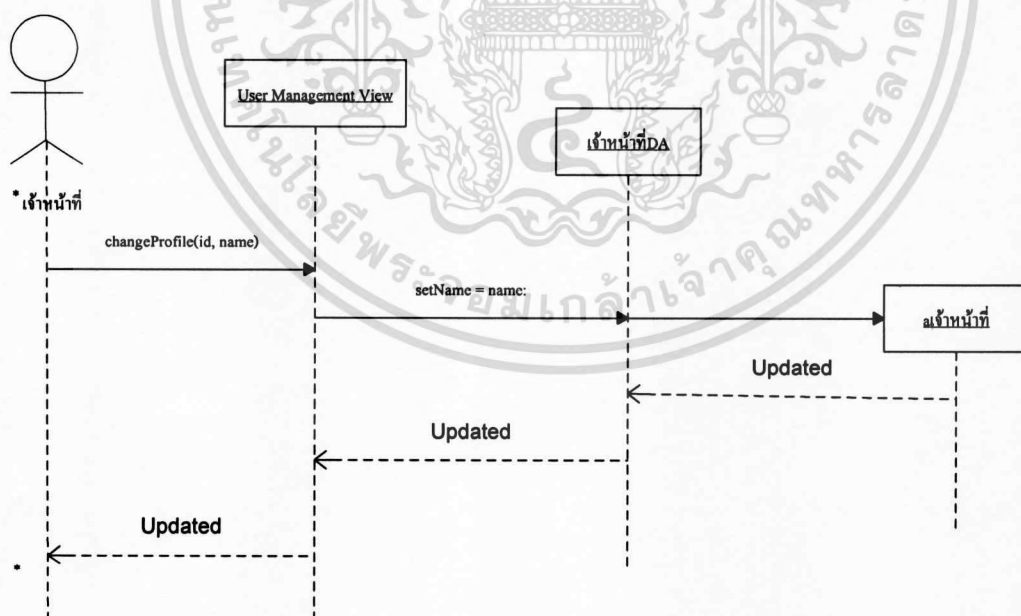 User Management View
เจ้าหน้าที่DA
*เจ้าหน้าที่
changeProfile(id, name)
setName = name:
aเจ้าหน้าที่
Updated
Updated
Updated